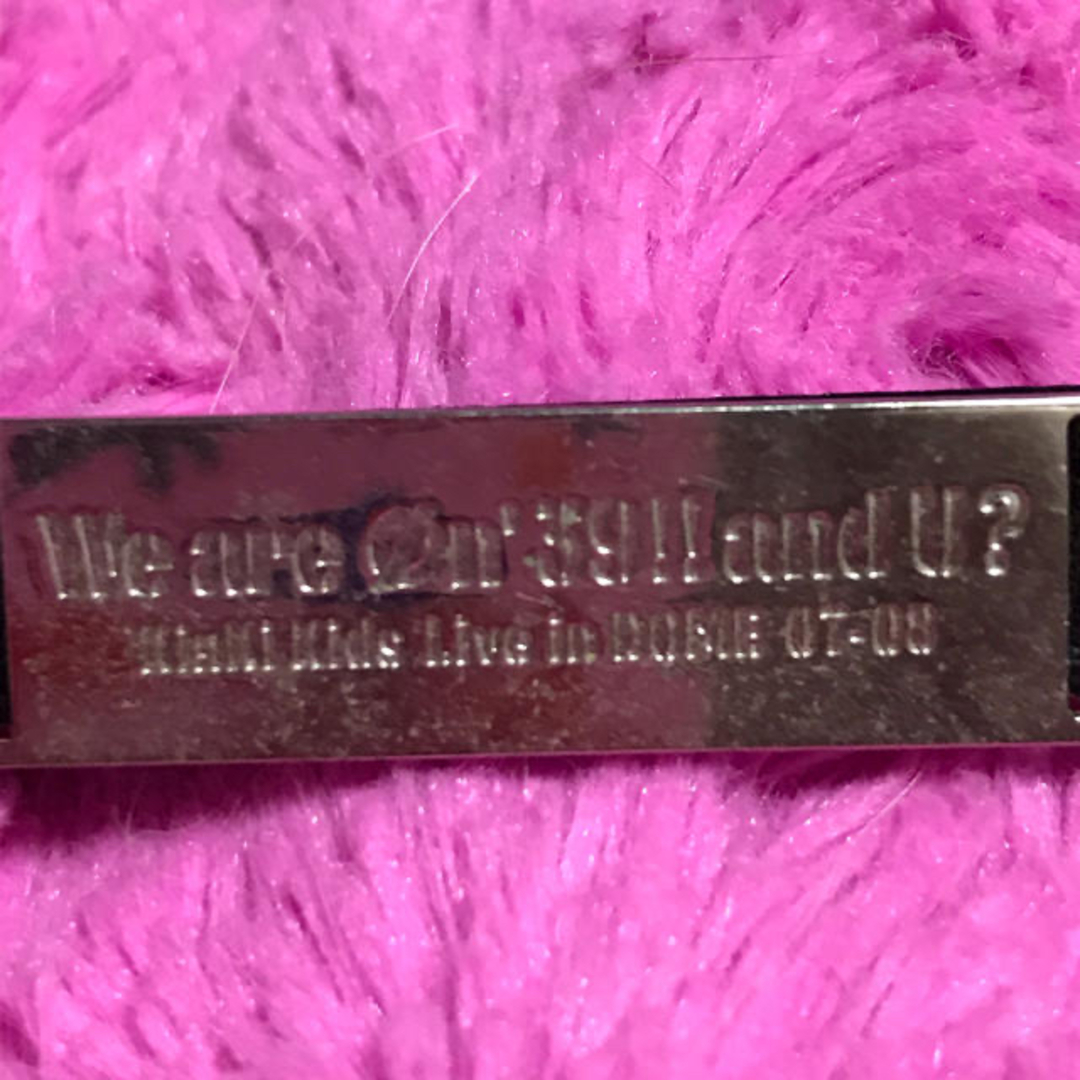 We are Øn' 39!! and U?
KinKi Kids Live in DOME 07-08